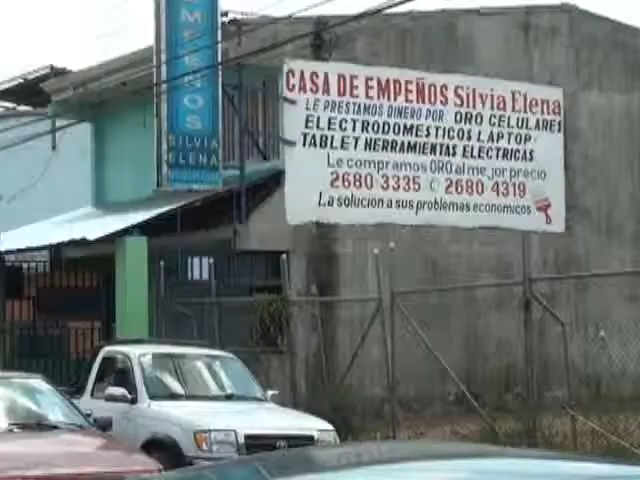 EMPEÑOS
SILVIA
ELENA
CASA DE EMPEÑOS Silvia Elena
LE PRESTAMOS DINERO POR: ORO CELULARES
ELECTRODOMESTICOS LAPTOP-
TABLET HERRAMIENTAS ELECTRICAS
Le compramos ORO al mejor precio
2680 3335 © 2680 4319
La solución a sus problemas economicos